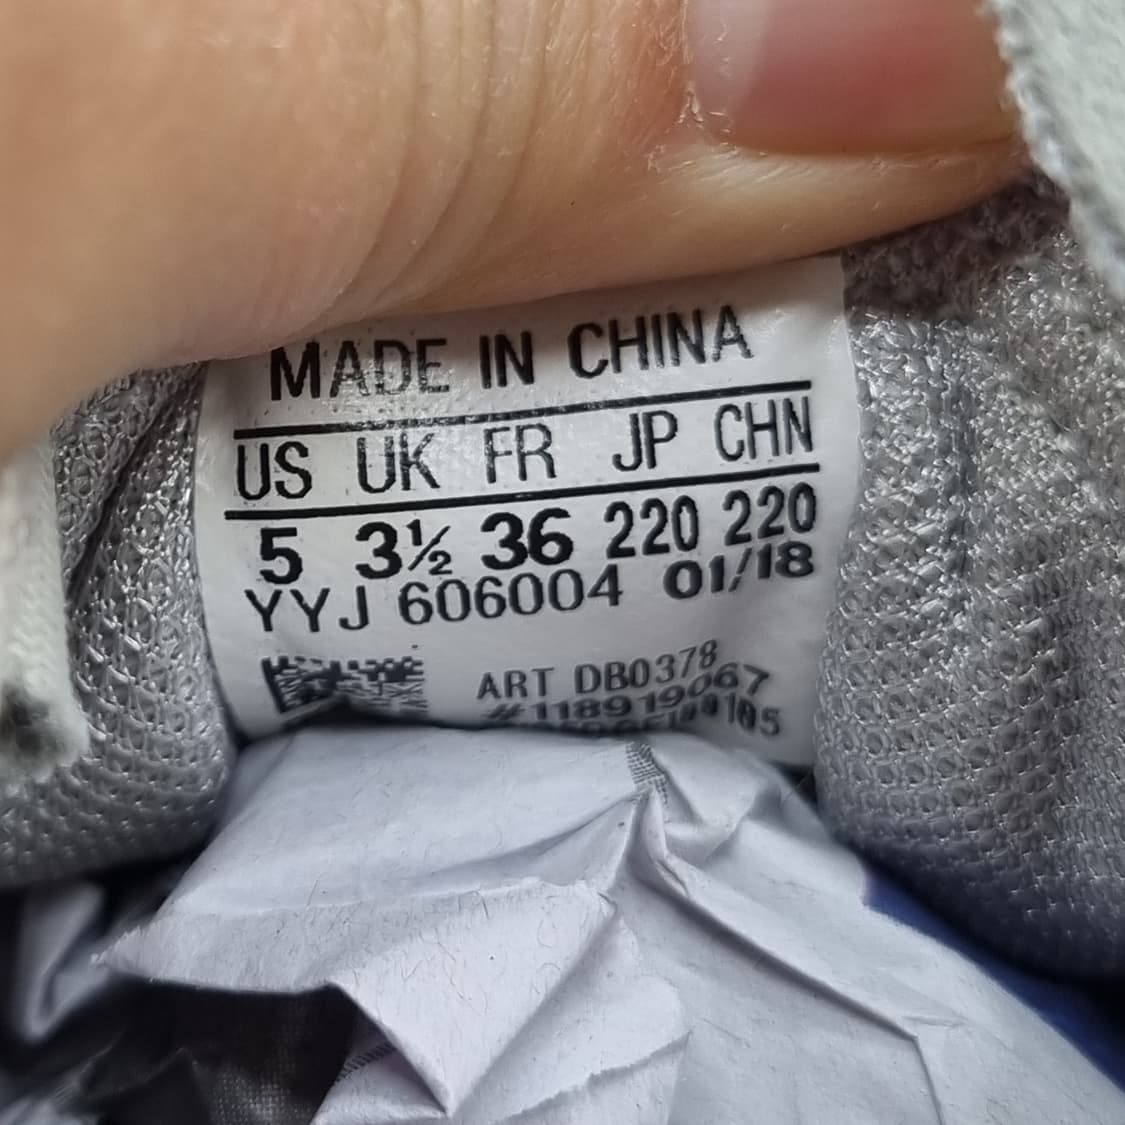 MADE IN CHINA
US UK FR JP CHN
5 3½ 36 220 220
YYJ 606004 01/18
ART DB0378
#118919067